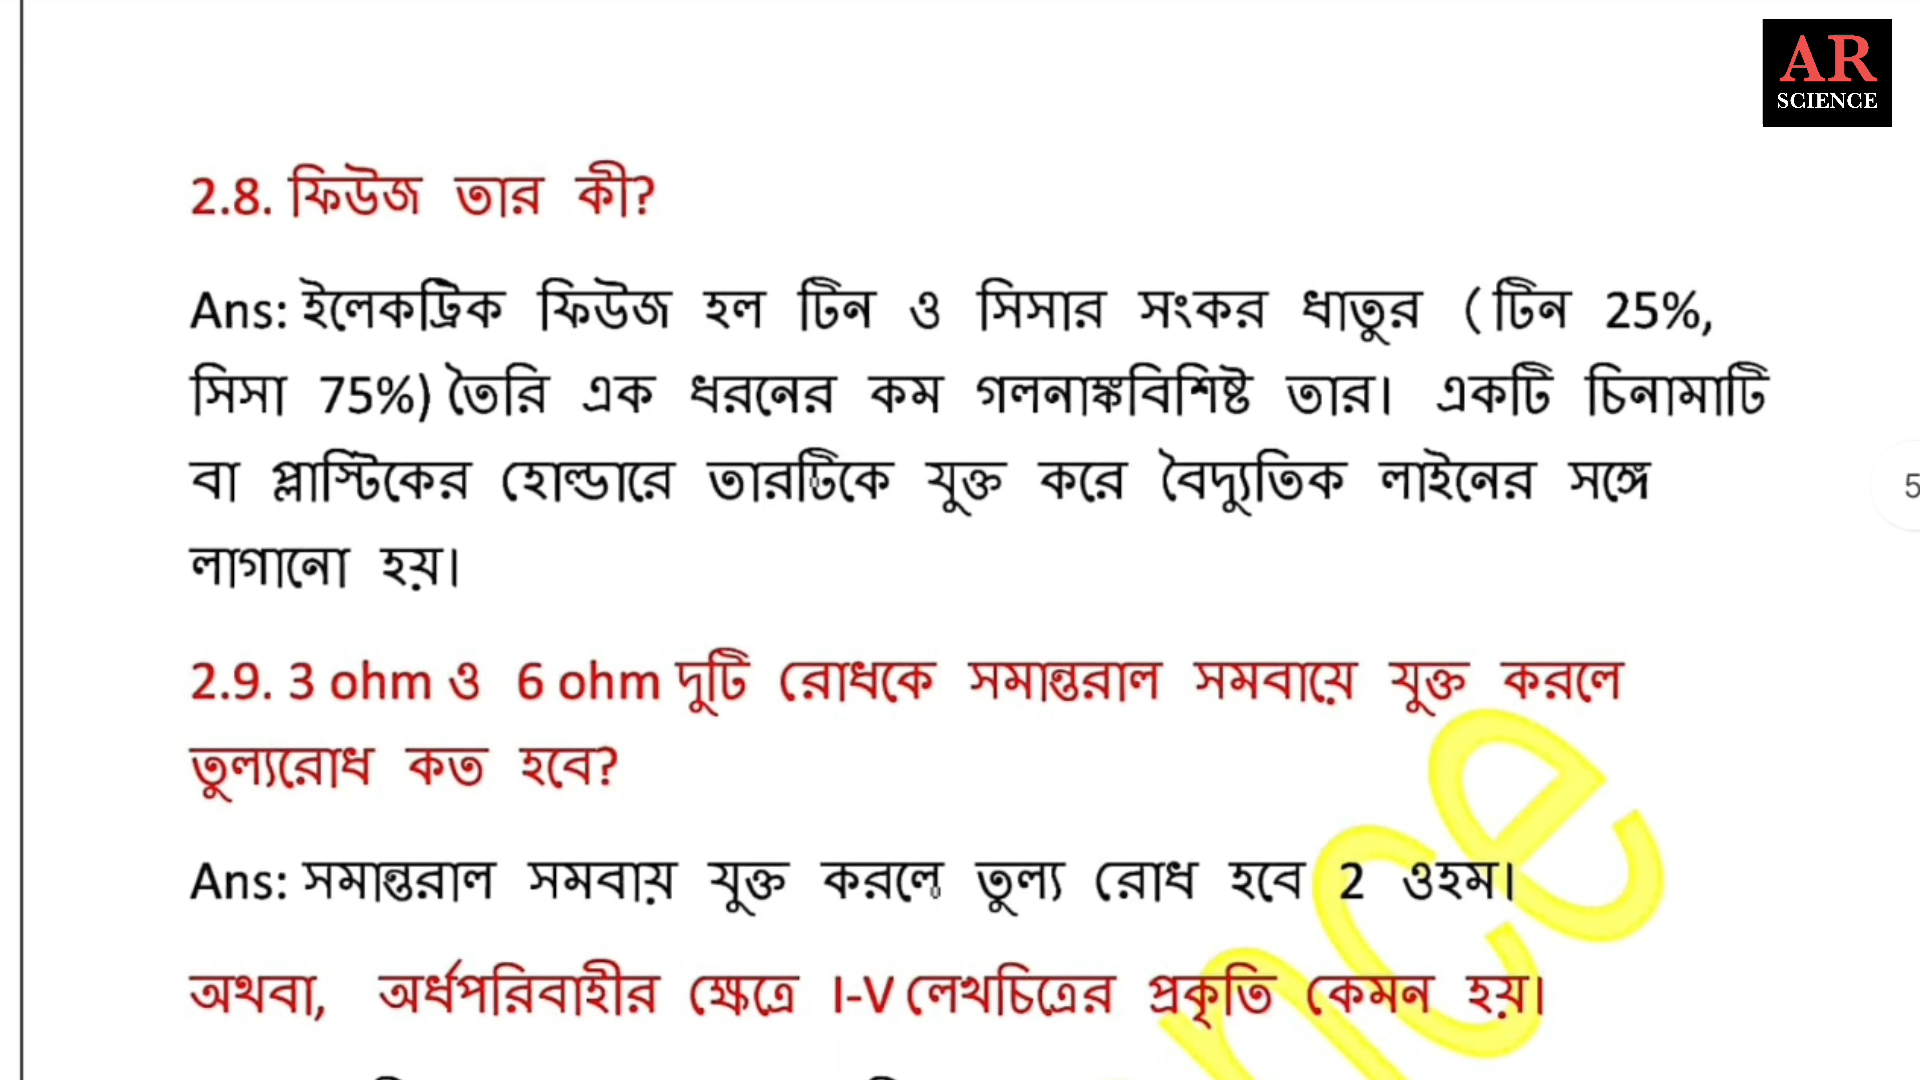 AR
SCIENCE
2.8. ফিউজ তার কী?
Ans: ইলেকট্রিক ফিউজ হল টিন ও সিসার সংকর ধাতুর (টিন 25%,
সিসা 75%) তৈরি এক ধরনের কম গলনাঙ্কবিশিষ্ট তার। একটি চিনামাটি
বা প্লাস্টিকের হোল্ডারে তারটিকে যুক্ত করে বৈদ্যুতিক লাইনের সঙ্গে
5
লাগানো হয়।
2.9. 3 ohm ও 6 ohm দুটি রোধকে সমান্তরাল সমবায়ে যুক্ত করলে
তুল্যরোধ কত হবে?
Ans: সমান্তরাল সমবায় যুক্ত করলে তুল্য রোধ হবে 2 ওহম।
অথবা, অর্ধপরিবাহীর ক্ষেত্রে I-V লেখচিত্রের প্রকৃতি কেমন হয়।
nce